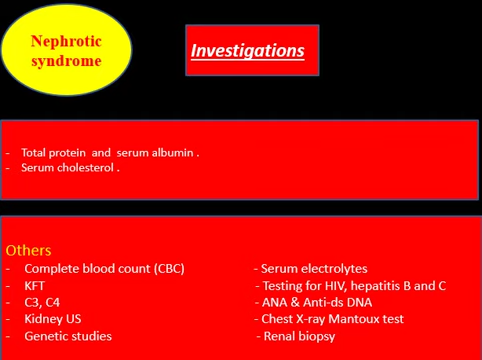 Nephrotic
syndrome
Investigations
- Total protein and serum albumin .
- Serum cholesterol .
Others
- Complete blood count (CBC)
- KFT
- C3, C4
- Kidney US
- Genetic studies
- Serum electrolytes
- Testing for HIV, hepatitis B and C
- ANA & Anti-ds DNA
- Chest X-ray Mantoux test
- Renal biopsy